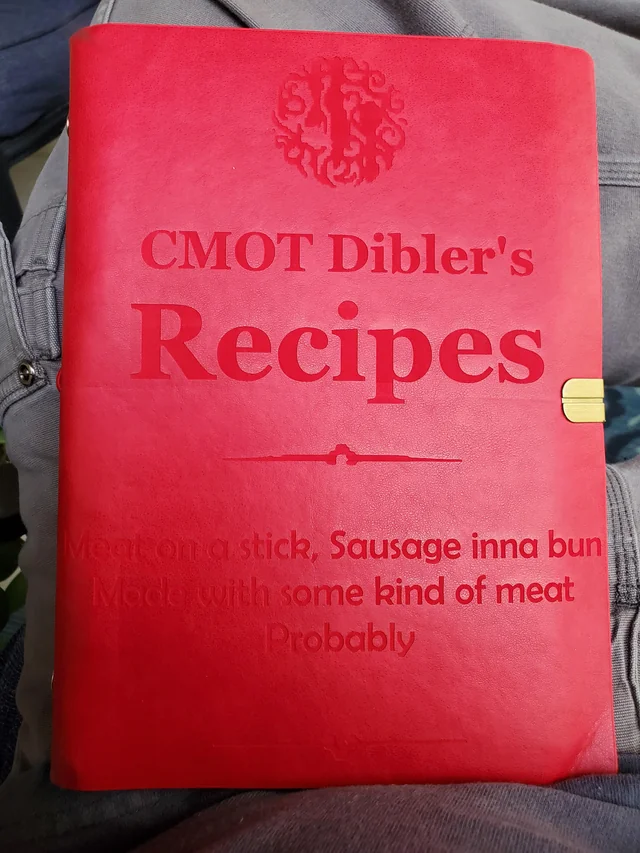 CMOT Dibler's
Recipes
Meat on a stick, Sausage inna bun
Made with some kind of meat
Probably